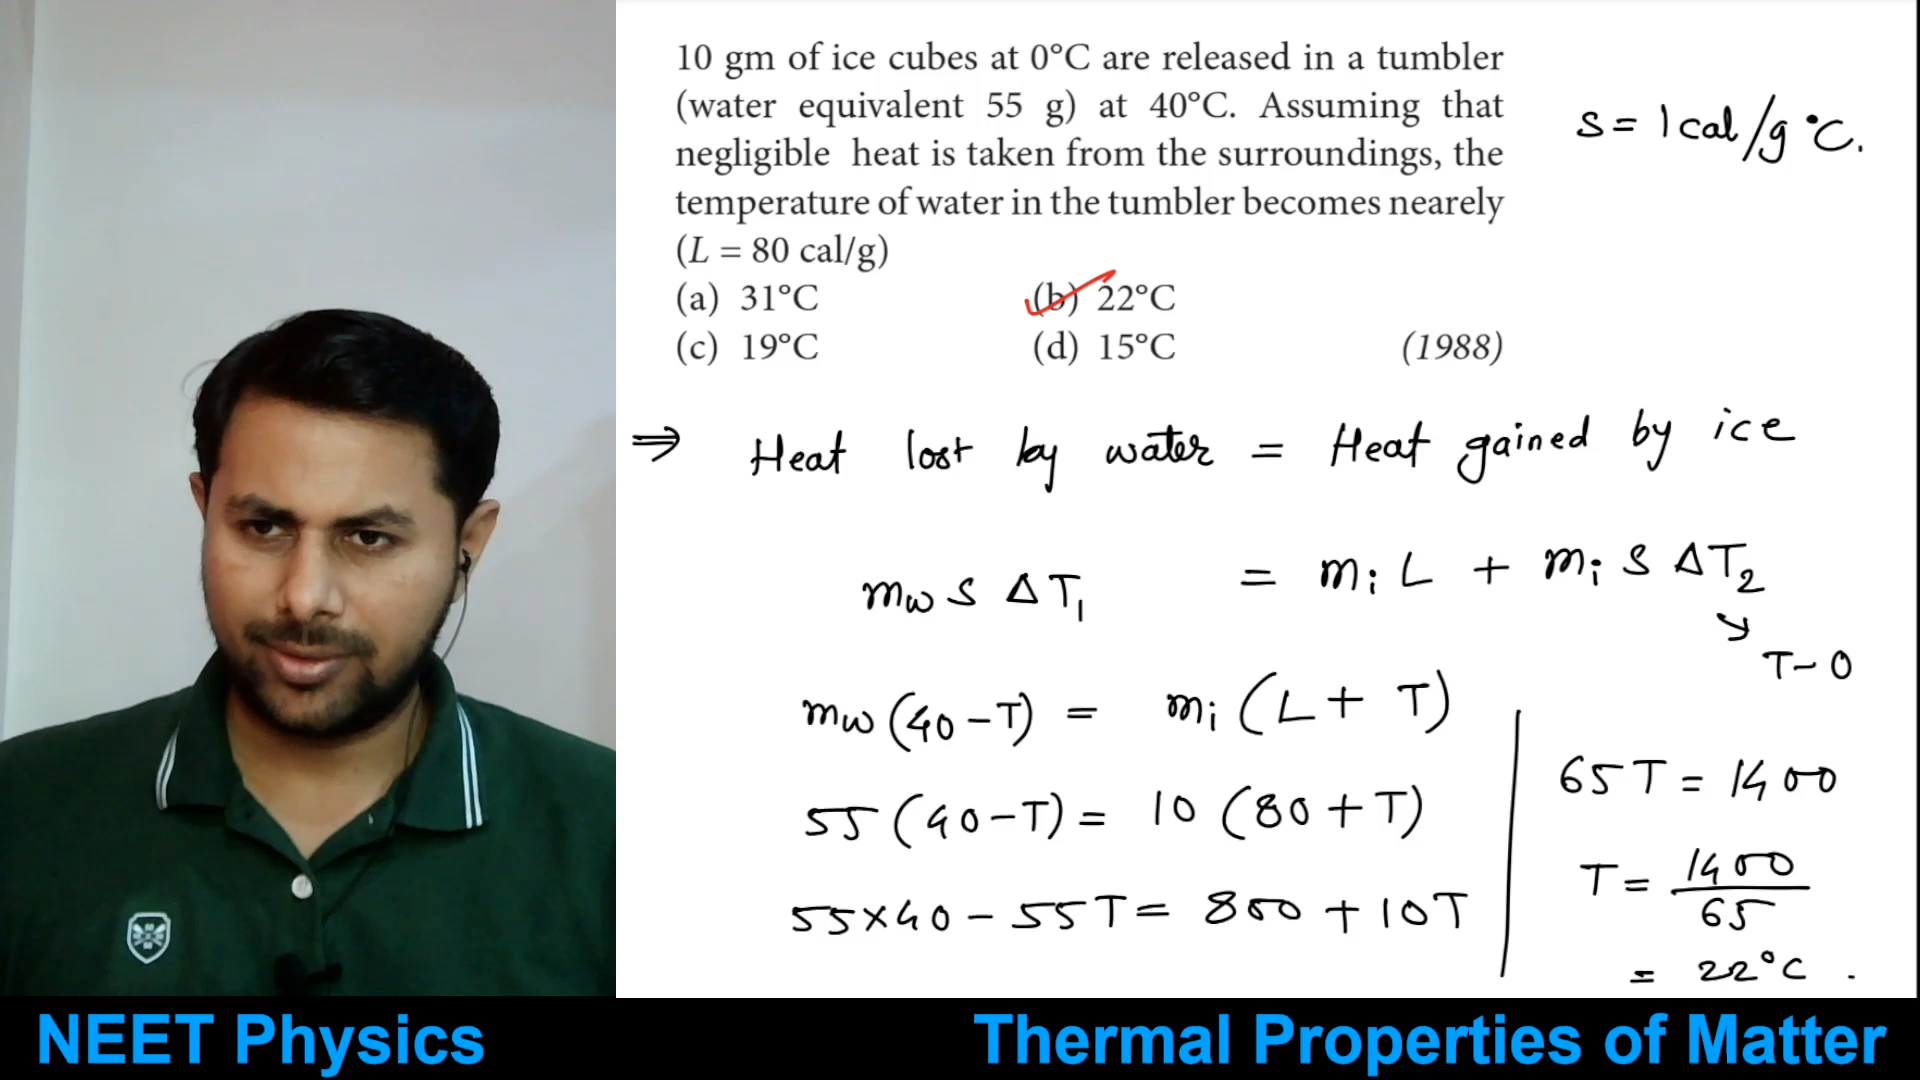 10 gm of ice cubes at 0°C are released in a tumbler
(water equivalent 55 g) at 40°C. Assuming that
negligible heat is taken from the surroundings, the
temperature of water in the tumbler becomes nearely
(L = 80 cal/g)
(a) 31°C (b) 22°C
(c) 19°C (d) 15°C (1988)
s = 1 cal/g °C.
⇒ Heat lost by water = Heat gained by ice
mw s ΔT₁ = mi L + mi s ΔT₂
↘
T - 0
mw (40 - T) = mi (L + T)
55 (40 - T) = 10 (80 + T)
55 × 40 - 55 T = 800 + 10 T
65 T = 1400
T = 1400/65
= 22°C .
NEET Physics
Thermal Properties of Matter